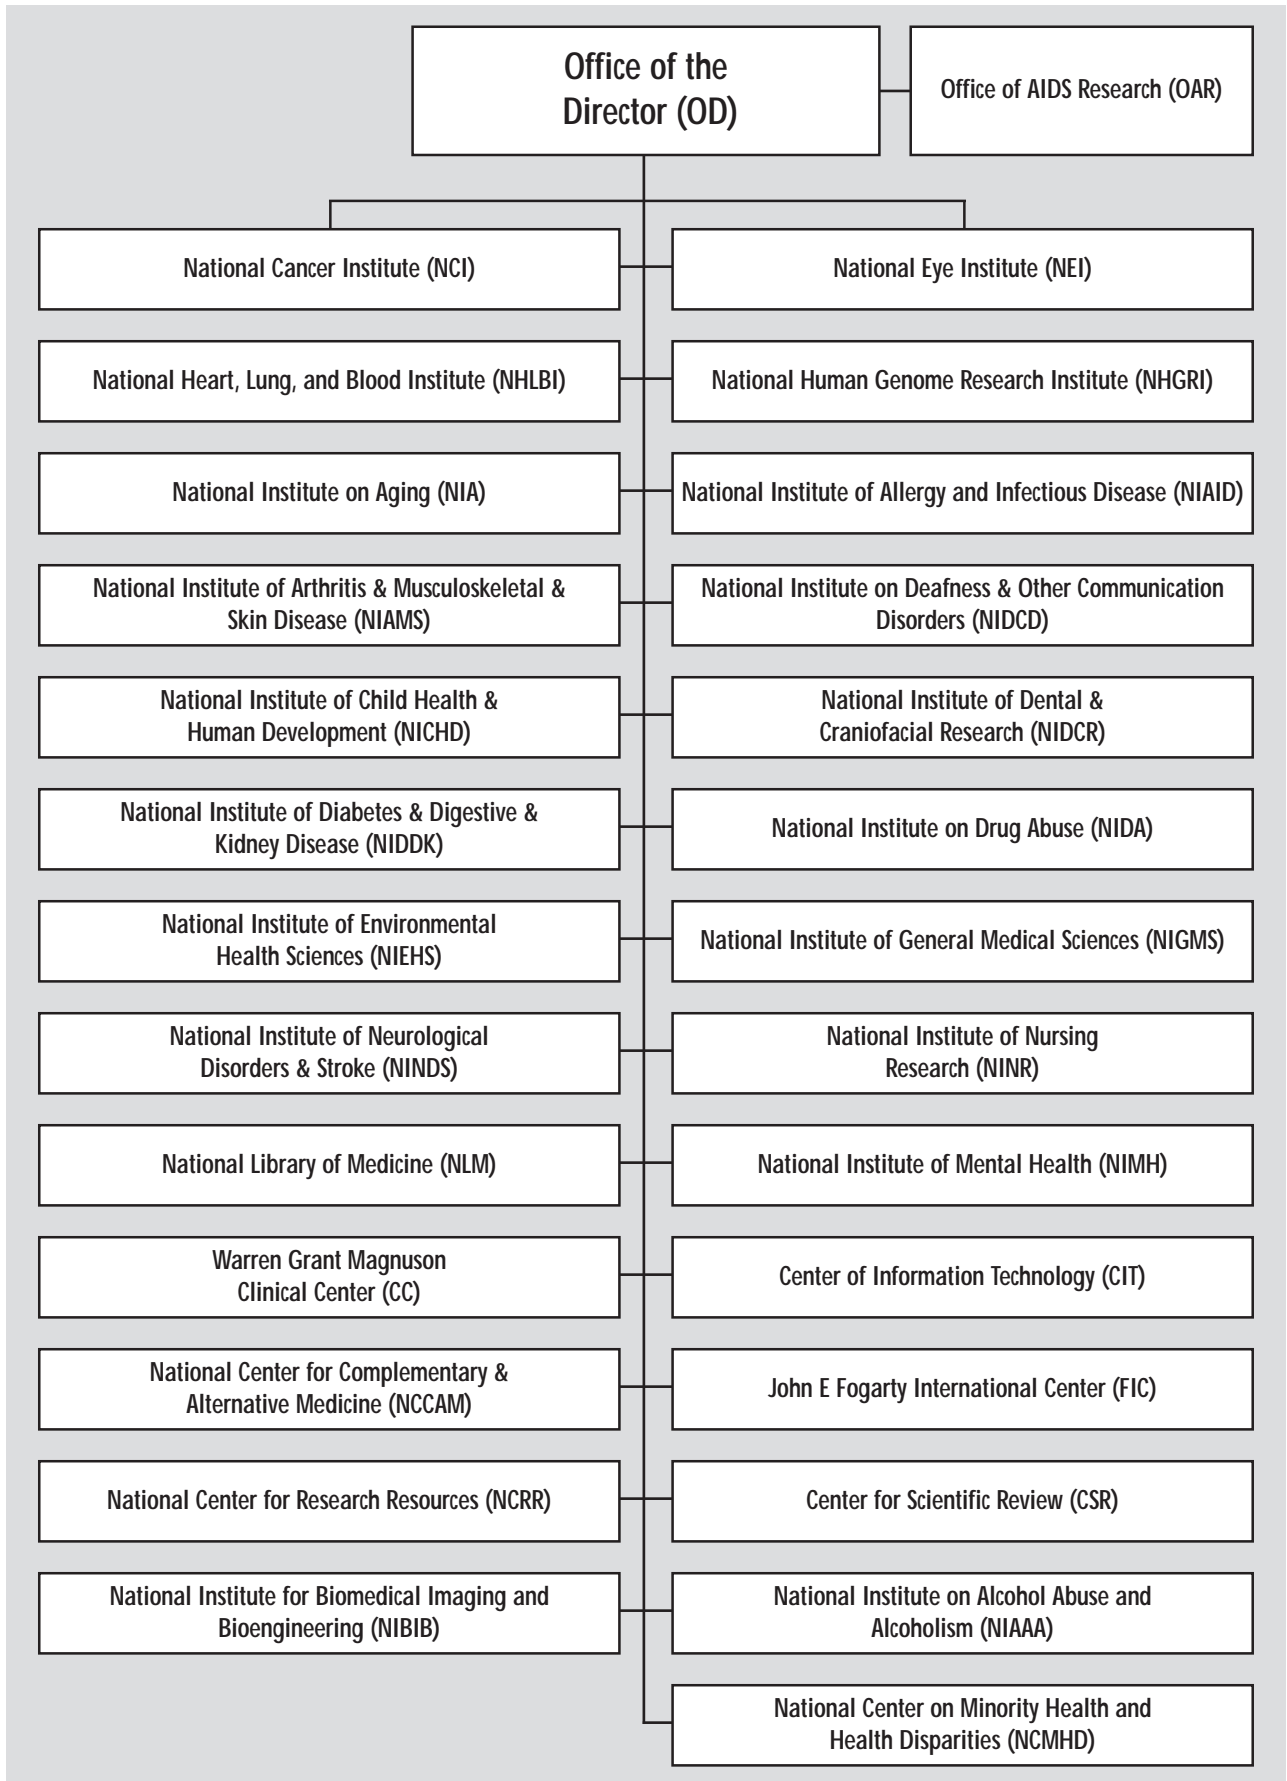 Office of the
Director (OD)
Office of AIDS Research (OAR)
National Cancer Institute (NCI)
National Eye Institute (NEI)
National Heart, Lung, and Blood Institute (NHLBI)
National Human Genome Research Institute (NHGRI)
National Institute on Aging (NIA)
National Institute of Allergy and Infectious Disease (NIAID)
National Institute of Arthritis & Musculoskeletal &
Skin Disease (NIAMS)
National Institute on Deafness & Other Communication
Disorders (NIDCD)
National Institute of Child Health &
Human Development (NICHD)
National Institute of Dental &
Craniofacial Research (NIDCR)
National Institute of Diabetes & Digestive &
Kidney Disease (NIDDK)
National Institute on Drug Abuse (NIDA)
National Institute of Environmental
Health Sciences (NIEHS)
National Institute of General Medical Sciences (NIGMS)
National Institute of Neurological
Disorders & Stroke (NINDS)
National Institute of Nursing
Research (NINR)
National Library of Medicine (NLM)
National Institute of Mental Health (NIMH)
Warren Grant Magnuson
Clinical Center (CC)
Center of Information Technology (CIT)
National Center for Complementary &
Alternative Medicine (NCCAM)
John E Fogarty International Center (FIC)
National Center for Research Resources (NCRR)
Center for Scientific Review (CSR)
National Institute for Biomedical Imaging and
Bioengineering (NIBIB)
National Institute on Alcohol Abuse and
Alcoholism (NIAAA)
National Center on Minority Health and
Health Disparities (NCMHD)